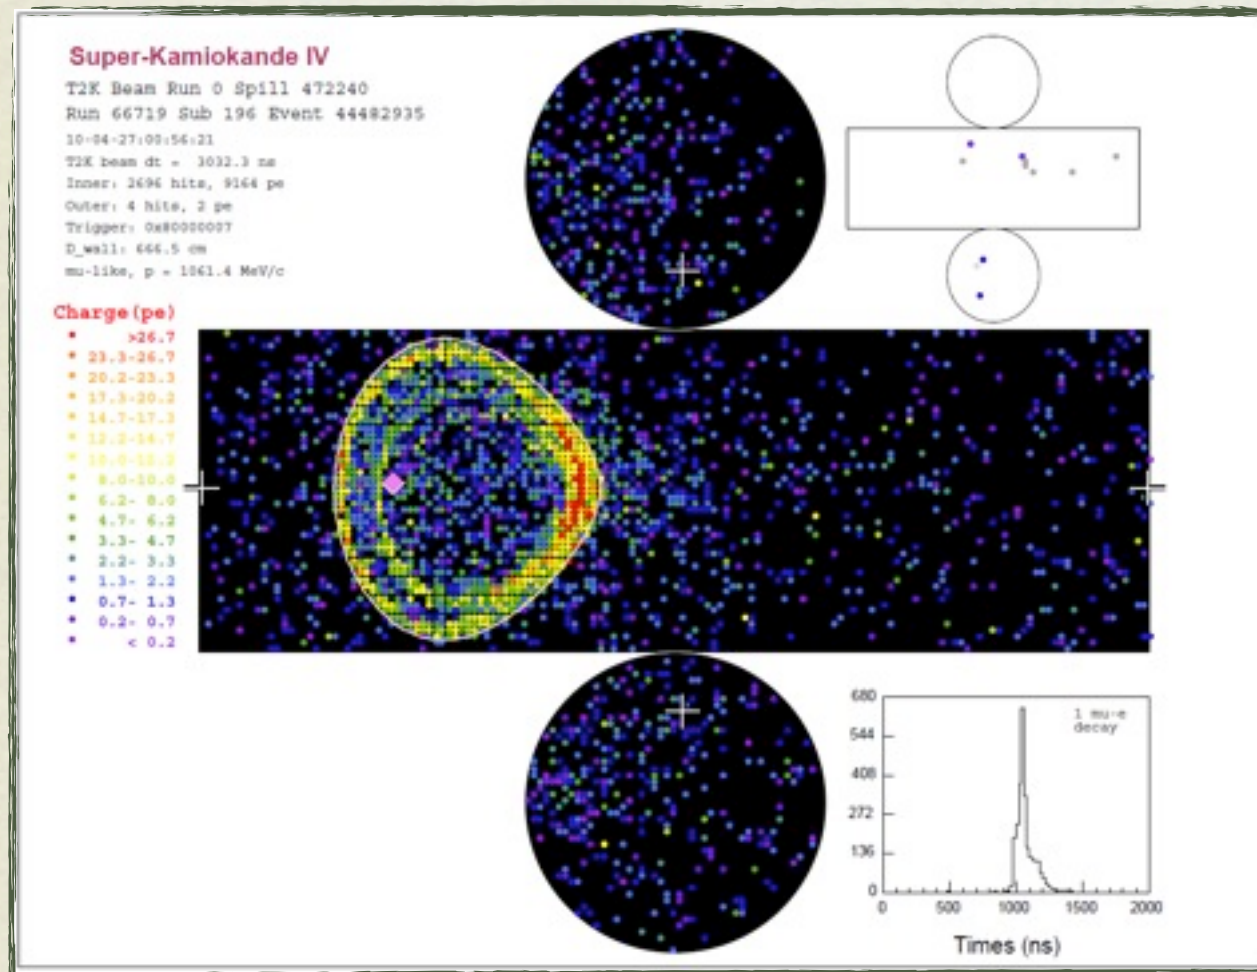 Super-Kamiokande IV
T2K Beam Run 0 Spill 472240
Run 66719 Sub 196 Event 44482935
10-04-27:00:56:21
T2K beam dt = 3032.3 ns
Inner: 2696 hits, 9164 pe
Outer: 4 hits, 2 pe
Trigger: 0x80000007
D_wall: 666.5 cm
mu-like, p = 1061.4 MeV/c
Charge(pe)
>26.7
23.3-26.7
20.2-23.3
17.3-20.2
14.7-17.3
12.2-14.7
10.0-12.2
8.0-10.0
6.2- 8.0
4.7- 6.2
3.3- 4.7
2.2- 3.3
1.3- 2.2
0.7- 1.3
0.2- 0.7
< 0.2
680
544
408
272
136
0
1 mu-e
decay
0 500 1000 1500 2000
Times (ns)